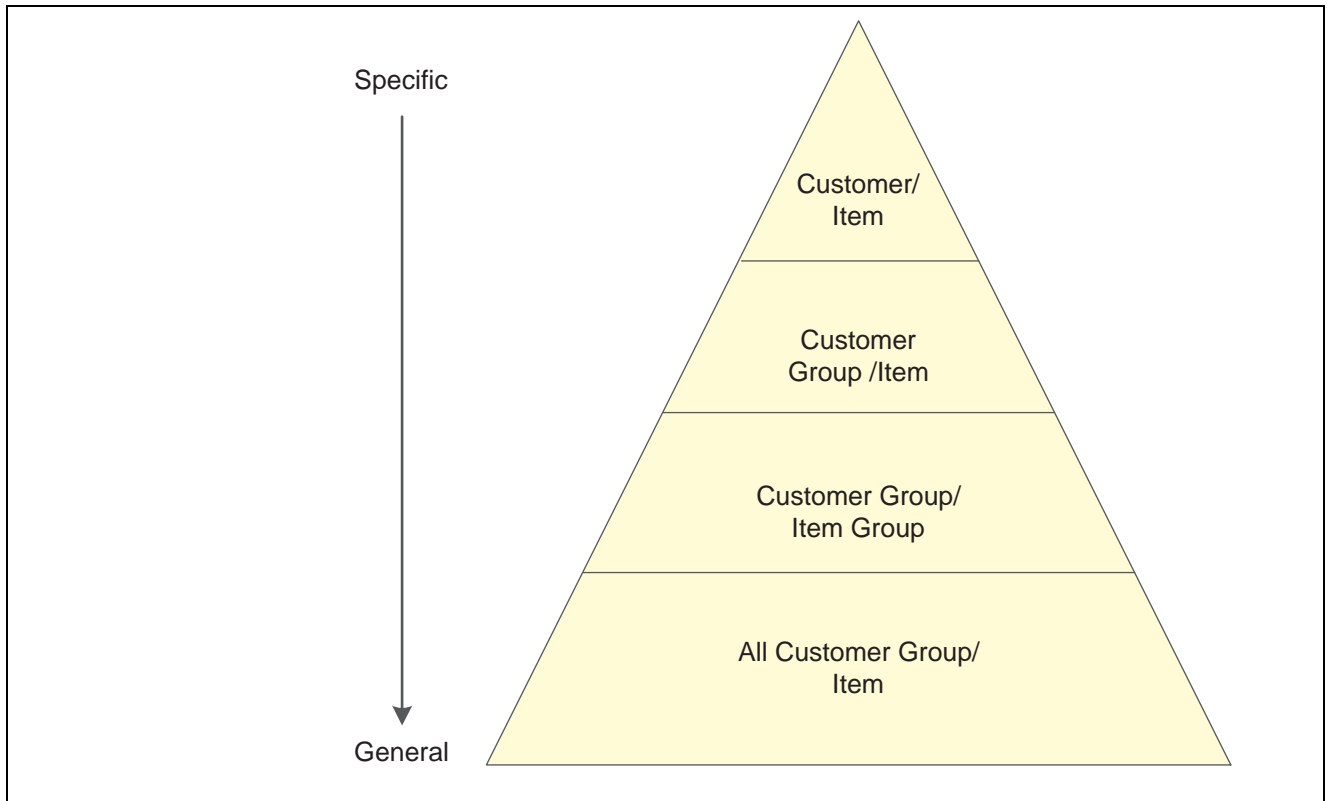 Specific
Customer/
Item
Customer
Group /Item
Customer Group/
Item Group
All Customer Group/
Item
General